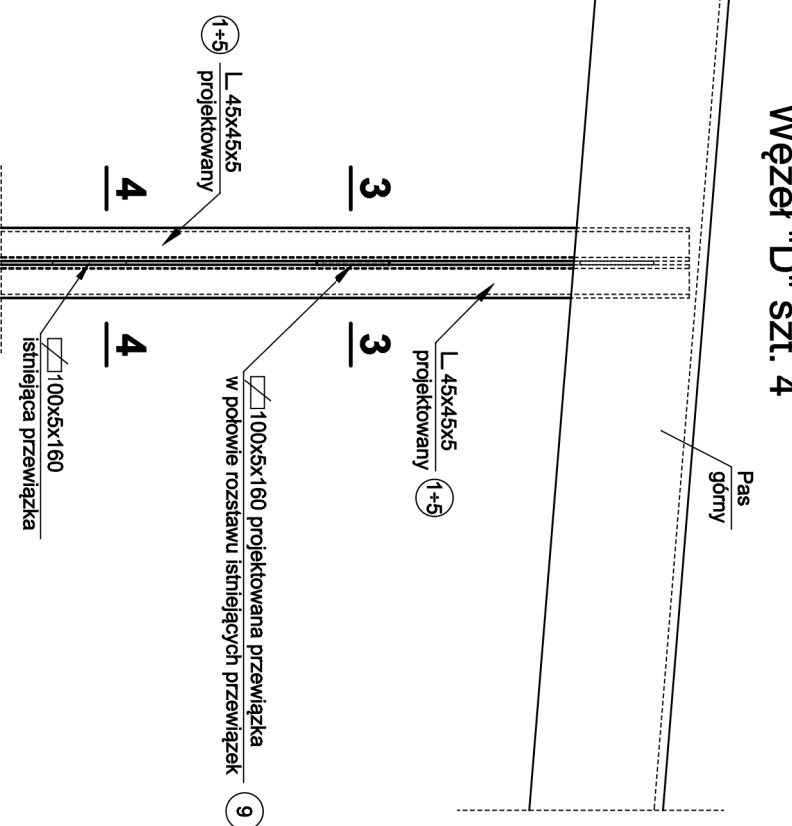 Węzeł "D" szt. 4
Pas
górny
L 45x45x5
projektowany
1÷5
3
3
100x5x160 projektowana przewiązka
w połowie rozstawu istniejących przewiązek
9
1÷5
L 45x45x5
projektowany
4
4
100x5x160
istniejąca przewiązka